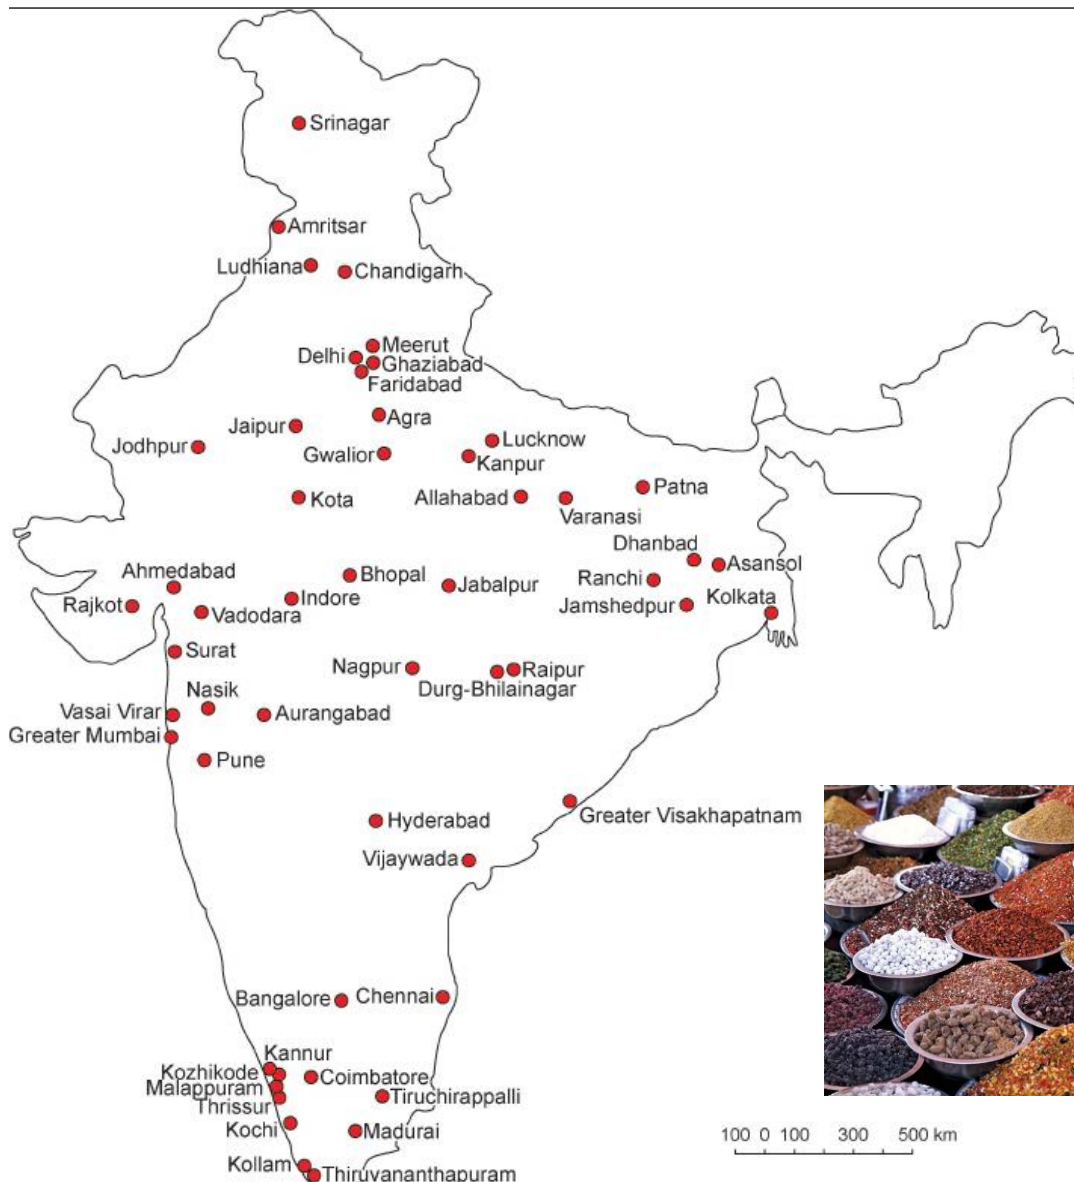 Srinagar
Amritsar
Ludhiana
Chandigarh
Meerut
Delhi
Ghaziabad
Faridabad
Agra
Jaipur
Lucknow
Jodhpur
Gwalior
Kanpur
Patna
Kota
Allahabad
Varanasi
Dhanbad
Asansol
Ahmedabad
Bhopal
Ranchi
Jabalpur
Rajkot
Vadodara
Indore
Jamshedpur
Kolkata
Surat
Nagpur
Raipur
Durg-Bhilainagar
Nasik
Vasai Virar
Aurangabad
Greater Mumbai
Pune
Greater Visakhapatnam
Hyderabad
Vijaywada
Bangalore
Chennai
Kannur
Kozhikode
Coimbatore
Malappuram
Tiruchirappalli
Thrissur
Kochi
Madurai
Kollam
Thiruvananthapuram
100 0 100 300 500 km